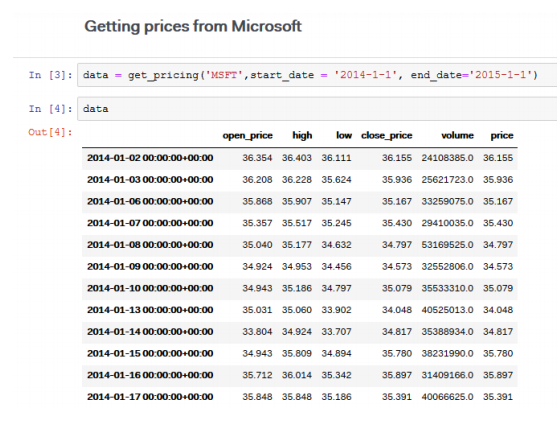 Getting prices from Microsoft
In [3]: data = get_pricing('MSFT',start_date = '2014-1-1', end_date='2015-1-1')
In [4]: data
Out[4]:
open_price high low close_price volume price
2014-01-02 00:00:00+00:00 36.354 36.403 36.111 36.155 24108385.0 36.155
2014-01-03 00:00:00+00:00 36.208 36.228 35.624 35.936 25621723.0 35.936
2014-01-06 00:00:00+00:00 35.868 35.907 35.147 35.167 33259075.0 35.167
2014-01-07 00:00:00+00:00 35.357 35.517 35.245 35.430 29410035.0 35.430
2014-01-08 00:00:00+00:00 35.040 35.177 34.632 34.797 53169525.0 34.797
2014-01-09 00:00:00+00:00 34.924 34.953 34.456 34.573 32552806.0 34.573
2014-01-10 00:00:00+00:00 34.943 35.186 34.797 35.079 35533310.0 35.079
2014-01-13 00:00:00+00:00 35.031 35.060 33.902 34.048 40525013.0 34.048
2014-01-14 00:00:00+00:00 33.804 34.924 33.707 34.817 35388934.0 34.817
2014-01-15 00:00:00+00:00 34.943 35.809 34.894 35.780 38231990.0 35.780
2014-01-16 00:00:00+00:00 35.712 36.014 35.342 35.897 31409166.0 35.897
2014-01-17 00:00:00+00:00 35.848 35.848 35.186 35.391 40066625.0 35.391